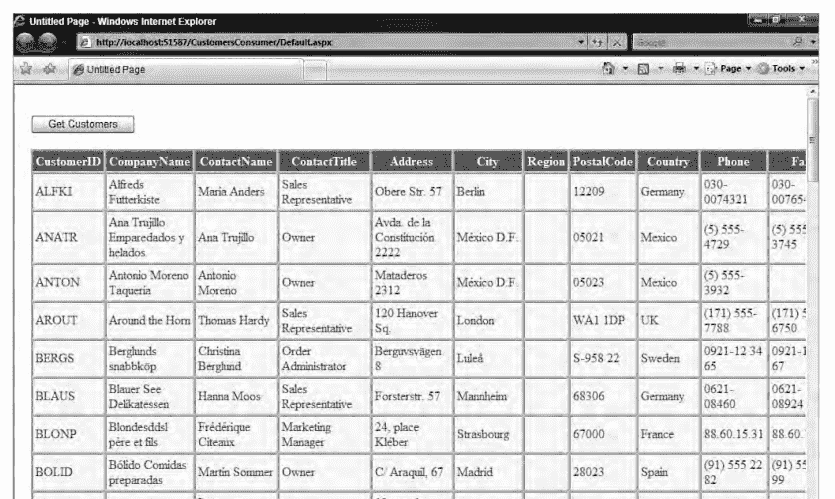 Untitled Page - Windows Internet Explorer
http://localhost:51587/CustomersConsumer/Default.aspx
Google
Untitled Page Page Tools
Get Customers
CustomerID CompanyName ContactName ContactTitle Address City Region PostalCode Country Phone Fa
ALFKI Alfreds Futterkiste Maria Anders Sales Representative Obere Str. 57 Berlin 12209 Germany 030-0074321 030-00765
ANATR Ana Trujillo Emparedados y helados Ana Trujillo Owner Avda. de la Constitución 2222 México D.F. 05021 Mexico (5) 555-4729 (5) 555 3745
ANTON Antonio Moreno Taqueria Antonio Moreno Owner Mataderos 2312 México D.F. 05023 Mexico (5) 555-3932
AROUT Around the Horn Thomas Hardy Sales Representative 120 Hanover Sq. London WA1 1DP UK (171) 555-7788 (171) 5 6750
BERGS Berglunds snabbköp Christina Berglund Order Administrator Berguvsvägen 8 Luleå S-958 22 Sweden 0921-12 34 65 0921-1 67
BLAUS Blauer See Delikatessen Hanna Moos Sales Representative Forsterstr. 57 Mannheim 68306 Germany 0621-08460 0621-08924
BLONP Blondesddsl père et fils Frédérique Citeaux Marketing Manager 24, place Kléber Strasbourg 67000 France 88.60.15.31 88.60
BOLID Bólido Comidas preparadas Martin Sommer Owner C/ Araquil, 67 Madrid 28023 Spain (91) 555 22 82 (91) 55 99